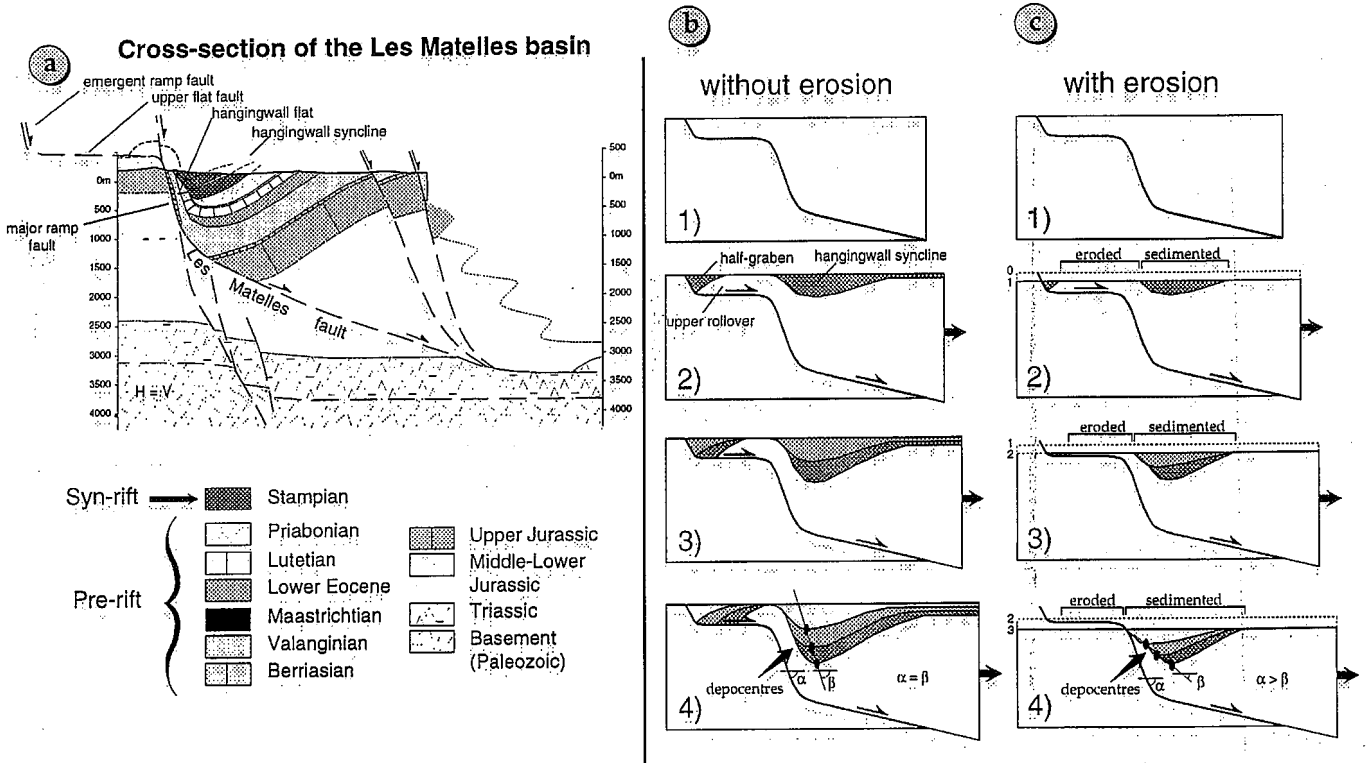 a
Cross-section of the Les Matelles basin
emergent ramp fault
upper flat fault
hangingwall flat
hangingwall syncline
500
0m
500
1000
1500
2000
2500
3000
3500
4000
500
0m
500
1000
1500
2000
2500
3000
3500
4000
major ramp
fault
Les
Matelles
fault
H = V
Syn-rift
Stampian
Pre-rift
Priabonian
Lutetian
Lower Eocene
Maastrichtian
Valanginian
Berriasian
Upper Jurassic
Middle-Lower
Jurassic
Triassic
Basement
(Paleozoic)
b
without erosion
1)
half-graben
hangingwall syncline
upper rollover
2)
3)
depocentres
α
β
α = β
4)
c
with erosion
1)
eroded
sedimented
0
1
2)
eroded
sedimented
1
2
3)
eroded
sedimented
2
3
depocentres
α
β
α > β
4)